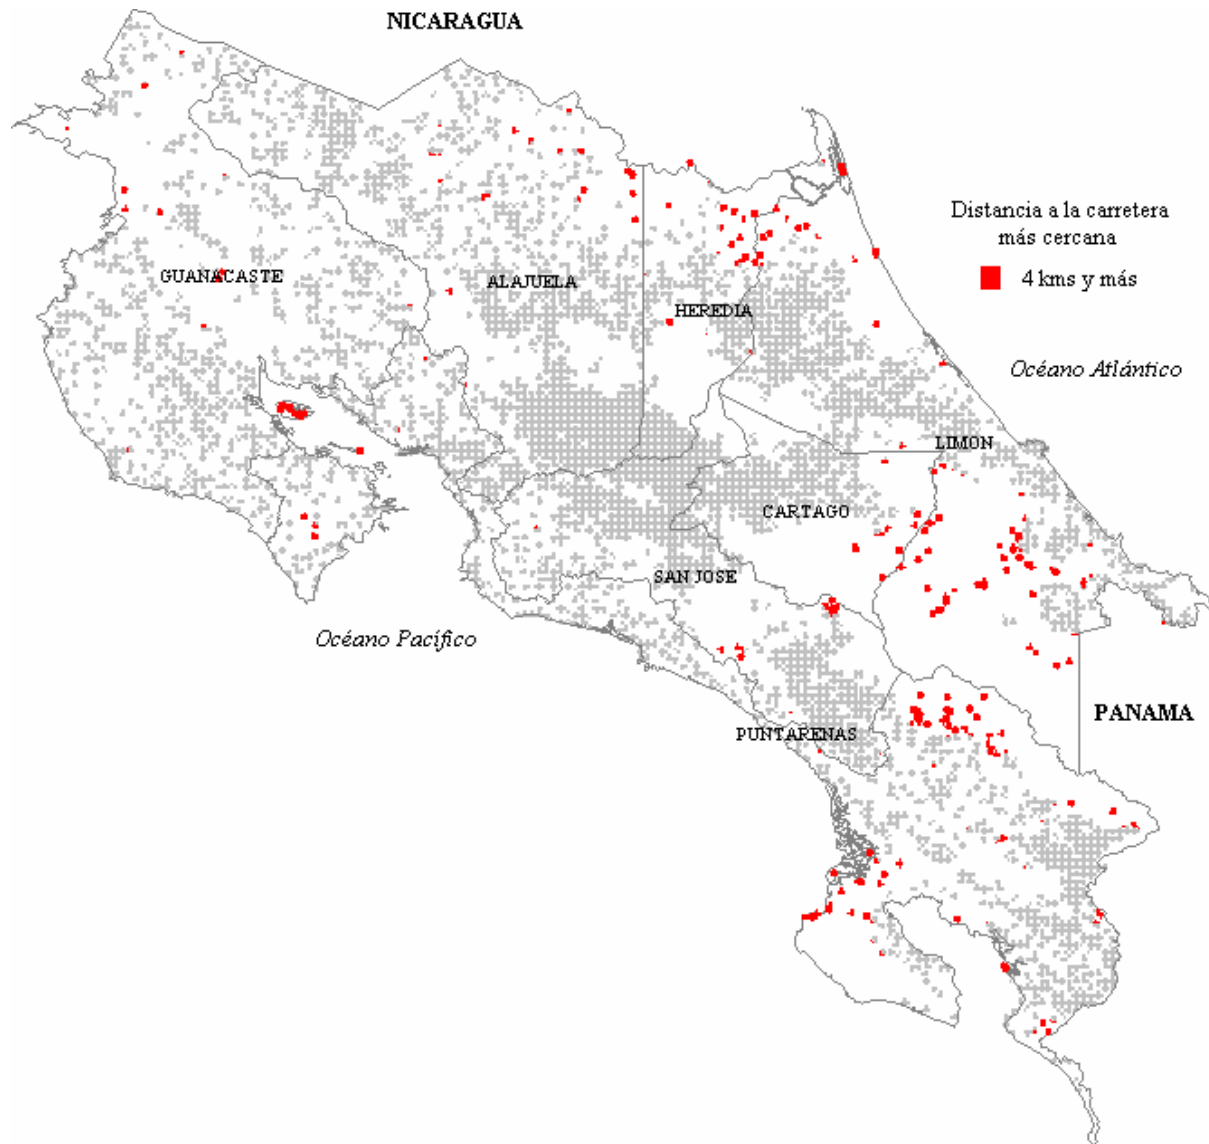 NICARAGUA
Distancia a la carretera
más cercana
4 kms y más
GUANACASTE
ALAJUELA
HEREDIA
Océano Atlántico
LIMON
CARTAGO
SAN JOSE
Océano Pacífico
PANAMA
PUNTARENAS